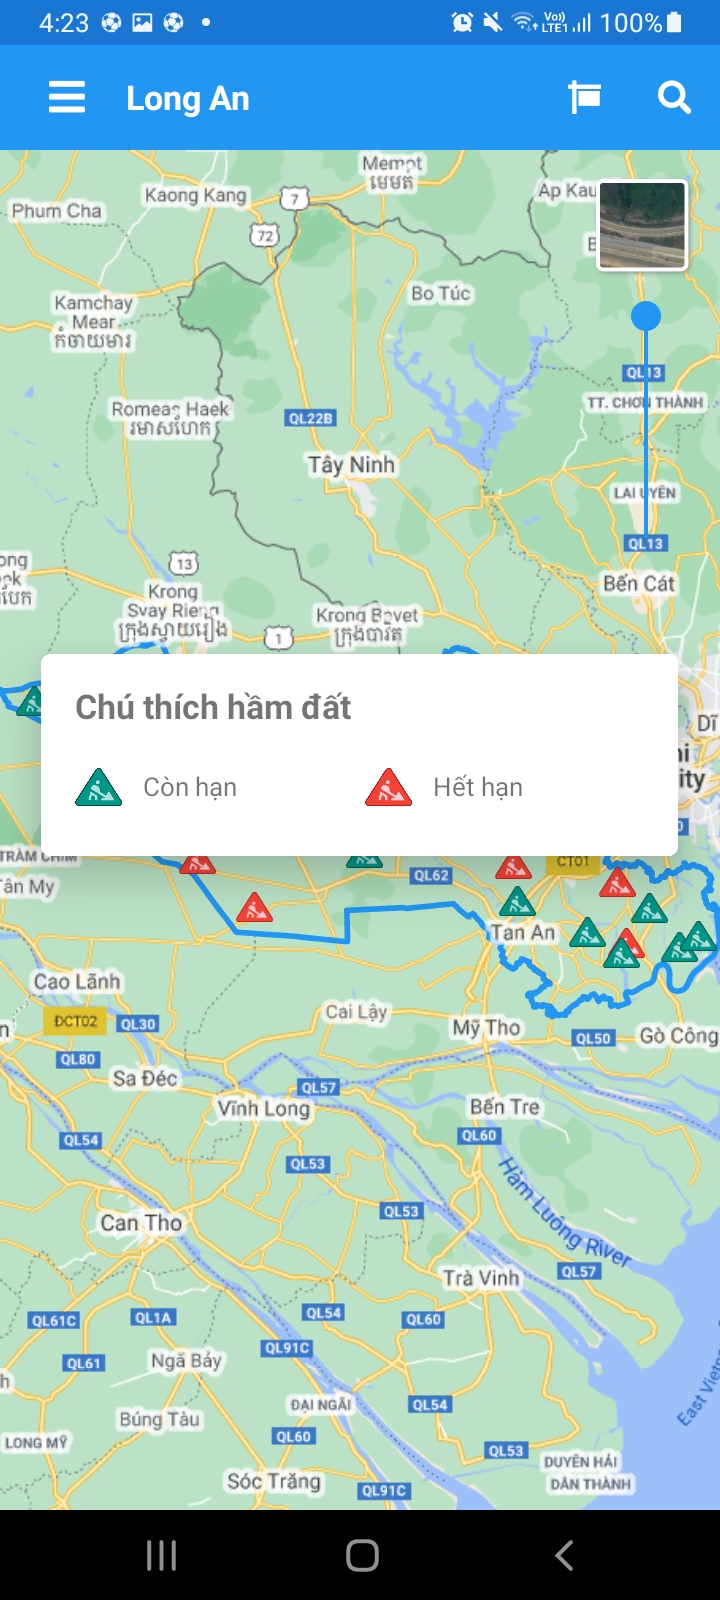 4:23
Vo))
LTE1
100%
Long An
Memot
មេមត់
Kaong Kang
7
Ap Kau
Phum Cha
72
B
Bo Túc
Kamchay
Mear
កំចាយមារ
QL13
Romeas Haek
រមាសហែក
TT. CHƠN THÀNH
QL22B
Tây Ninh
LAI UYÊN
QL13
ong
13
Bến Cát
Krong
Svay Rieng
ក្រុងស្វាយរៀង
Krong Bavet
ក្រុងបាវិត
1
Dĩ
Chú thích hầm đất
hi
ity
Còn hạn
Hết hạn
TRÀM CHIM
CT01
QL62
ân My
Tan An
Cao Lãnh
ĐCT02
QL30
Cai Lậy
Mỹ Tho
n
QL50
Gò Công
QL80
Sa Đéc
QL57
Vĩnh Long
Bến Tre
QL54
QL60
QL53
Hàm Luông River
QL53
Can Tho
Trà Vinh
QL57
QL61C
QL1A
QL54
QL60
QL91C
QL61
Ngã Bảy
h
ĐẠI NGÃI
QL54
Búng Tàu
QL60
LONG MỸ
QL53
DUYÊN HẢI
DÂN THÀNH
Sóc Trăng
QL91C
East Vietn